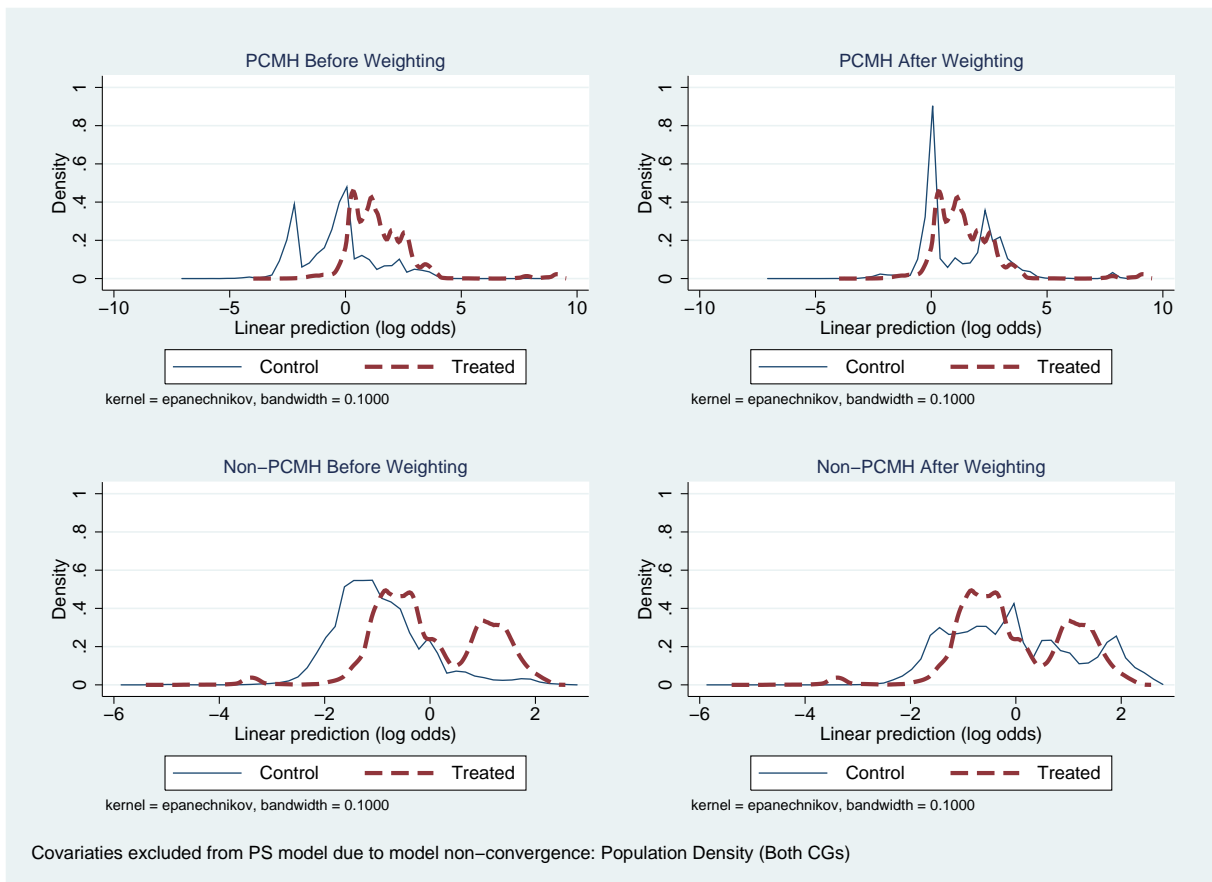 PCMH Before Weighting
Density
0 .2 .4 .6 .8 1
−10 −5 0 5 10
Linear prediction (log odds)
Control Treated
kernel = epanechnikov, bandwidth = 0.1000
PCMH After Weighting
Density
0 .2 .4 .6 .8 1
−10 −5 0 5 10
Linear prediction (log odds)
Control Treated
kernel = epanechnikov, bandwidth = 0.1000
Non−PCMH Before Weighting
Density
0 .2 .4 .6 .8 1
−6 −4 −2 0 2
Linear prediction (log odds)
Control Treated
kernel = epanechnikov, bandwidth = 0.1000
Non−PCMH After Weighting
Density
0 .2 .4 .6 .8 1
−6 −4 −2 0 2
Linear prediction (log odds)
Control Treated
kernel = epanechnikov, bandwidth = 0.1000
Covariaties excluded from PS model due to model non−convergence: Population Density (Both CGs)